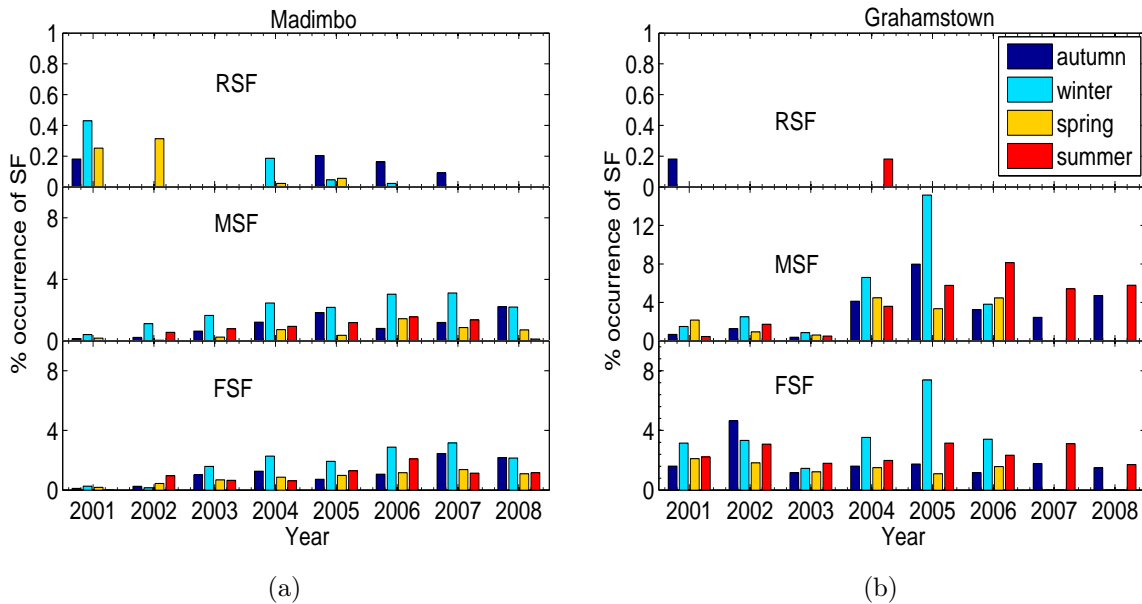 Madimbo
% occurrence of SF
1
0.8
0.6
0.4
0.2
0
RSF
8
4
0
MSF
8
4
0
FSF
2001 2002 2003 2004 2005 2006 2007 2008
Year
(a)
Grahamstown
% occurrence of SF
1
0.8
0.6
0.4
0.2
0
RSF
autumn
winter
spring
summer
12
8
4
0
MSF
8
4
0
FSF
2001 2002 2003 2004 2005 2006 2007 2008
Year
(b)